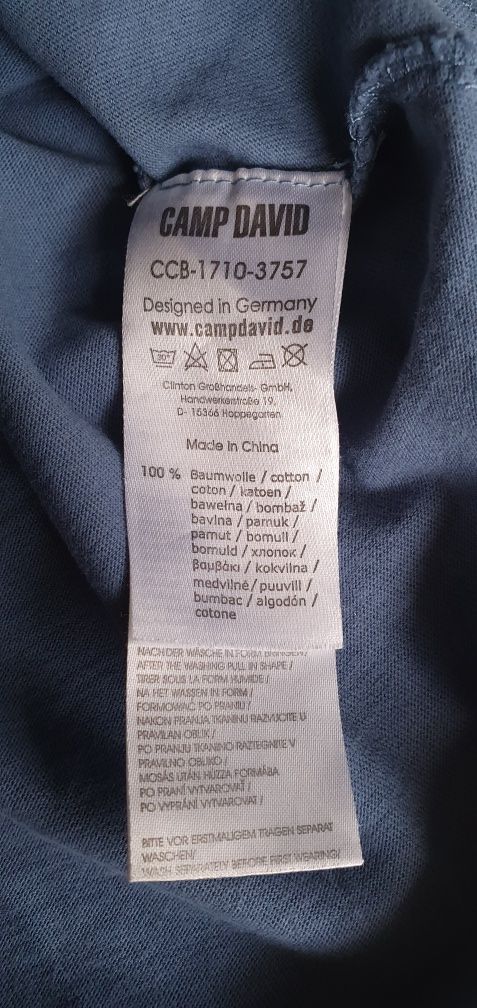 CAMP DAVID
CCB-1710-3757
Designed in Germany
www.campdavid.de
30°
Clinton Großhandels- GmbH,
Handwerkerstraße 19,
D- 15366 Hoppegarten
Made in China
100 % Baumwolle / cotton /
coton / katoen /
bawełna / bombaž /
bavlna / pamuk /
pamut / bomull /
bomuld / хлопок /
βαμβάκι / kokvilna /
medvilnė / puuvill /
bumbac / algodón /
cotone
NACH DER WÄSCHE IN FORM BRINGEN /
AFTER THE WASHING PULL IN SHAPE /
TIRER SOUS LA FORM HUMIDE /
NA HET WASSEN IN FORM /
FORMOWAĆ PO PRANIU /
NAKON PRANJA TKANINU RAZVUCITE U
PRAVILAN OBLIK /
PO PRANJU TKANINO RAZTEGNITE V
PRAVILNO OBLIKO /
MOSÁS UTÁN HÚZZA FORMÁBA
PO PRANÍ VYTVAROVAŤ /
PO VYPRÁNÍ VYTVAROVAT /
BITTE VOR ERSTMALIGEM TRAGEN SEPARAT
WASCHEN /
WASH SEPARATELY BEFORE FIRST WEARING /